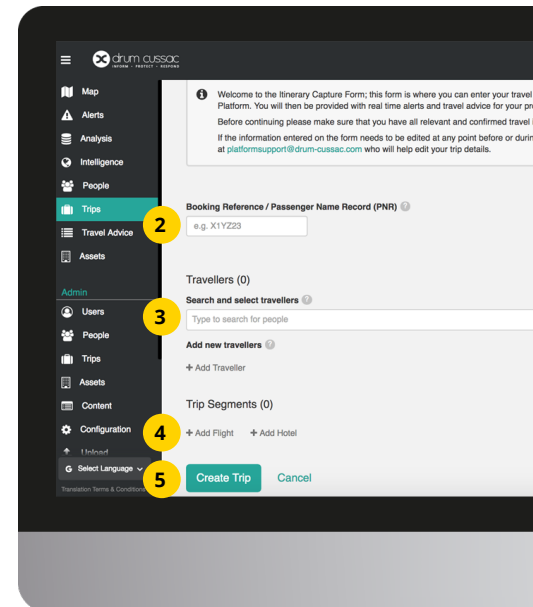 drum cussac
INFORM · PROTECT · RESPOND
Map
Alerts
Analysis
Intelligence
People
Trips
Travel Advice
Assets
Admin
Users
People
Trips
Assets
Content
Configuration
Upload
G Select Language
Translation Terms & Conditions
Welcome to the Itinerary Capture Form; this form is where you can enter your travel
Platform. You will then be provided with real time alerts and travel advice for your pr
Before continuing please make sure that you have all relevant and confirmed travel
If the information entered on the form needs to be edited at any point before or durin
at platformsupport@drum-cussac.com who will help edit your trip details.
2
Booking Reference / Passenger Name Record (PNR) ?
e.g. X1YZ23
Travellers (0)
3
Search and select travellers ?
Type to search for people
Add new travellers ?
+ Add Traveller
Trip Segments (0)
4
+ Add Flight + Add Hotel
5
Create Trip Cancel